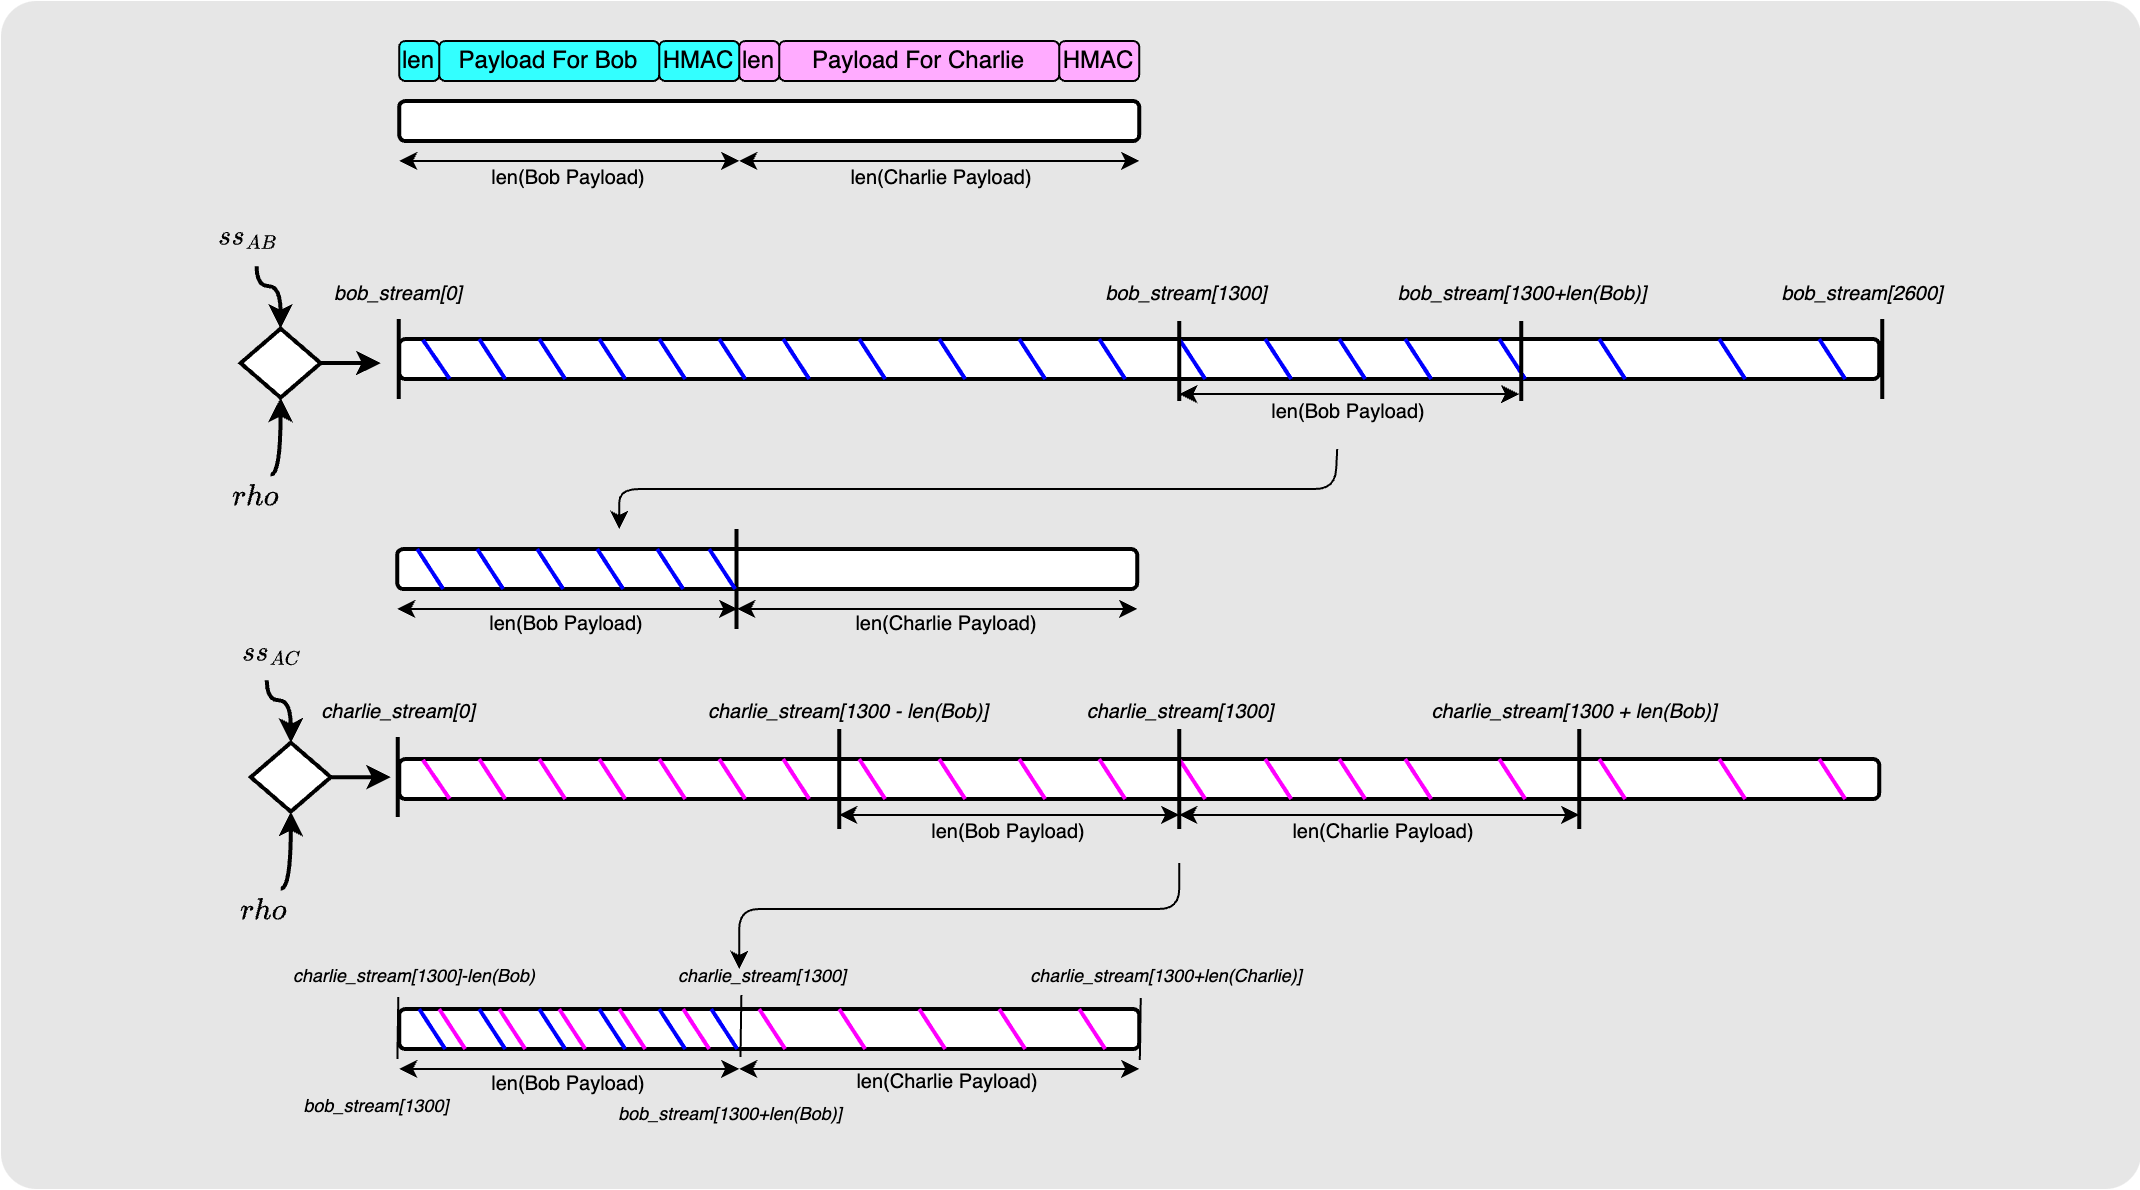 len Payload For Bob HMAC len Payload For Charlie HMAC
len(Bob Payload) len(Charlie Payload)
ss_AB
bob_stream[0] bob_stream[1300] bob_stream[1300+len(Bob)] bob_stream[2600]
len(Bob Payload)
rho
len(Bob Payload) len(Charlie Payload)
ss_AC
charlie_stream[0] charlie_stream[1300 - len(Bob)] charlie_stream[1300] charlie_stream[1300 + len(Bob)]
len(Bob Payload) len(Charlie Payload)
rho
charlie_stream[1300]-len(Bob) charlie_stream[1300] charlie_stream[1300+len(Charlie)]
len(Bob Payload) len(Charlie Payload)
bob_stream[1300] bob_stream[1300+len(Bob)]